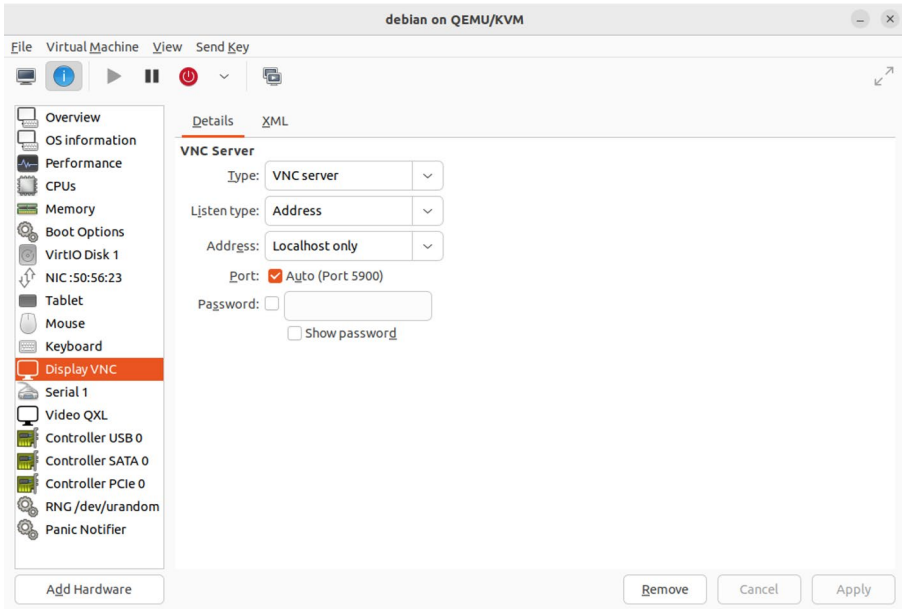 debian on QEMU/KVM
File Virtual Machine View Send Key
Overview
OS information
Performance
CPUs
Memory
Boot Options
VirtIO Disk 1
NIC :50:56:23
Tablet
Mouse
Keyboard
Display VNC
Serial 1
Video QXL
Controller USB 0
Controller SATA 0
Controller PCIe 0
RNG /dev/urandom
Panic Notifier
Add Hardware
Details XML
VNC Server
Type: VNC server
Listen type: Address
Address: Localhost only
Port: Auto (Port 5900)
Password:
Show password
Remove Cancel Apply